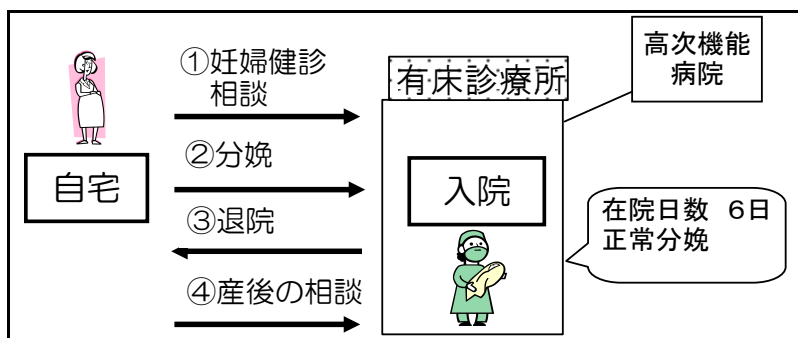 ①妊婦健診
相談
有床診療所
高次機能
病院
②分娩
自宅
入院
③退院
在院日数 6日
正常分娩
④産後の相談